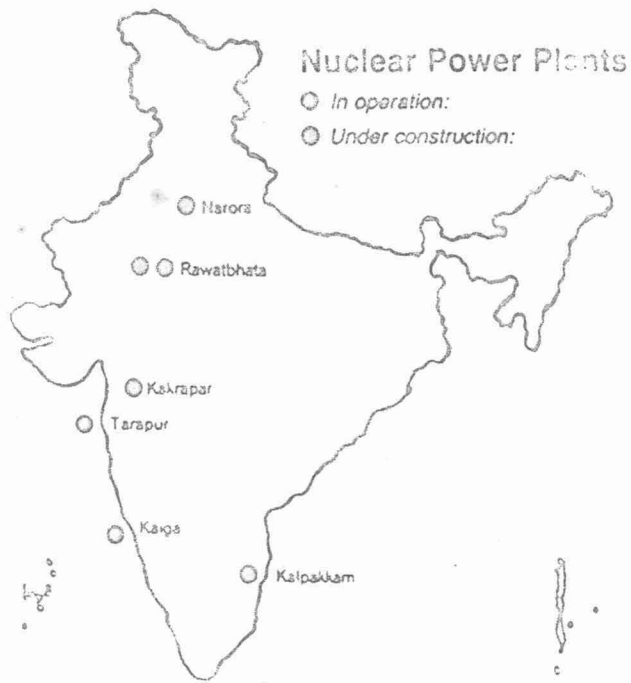 Nuclear Power Plants
In operation:
Under construction:
Narora
Rawatbhata
Kakrapar
Tarapur
Kaiga
Kalpakkam